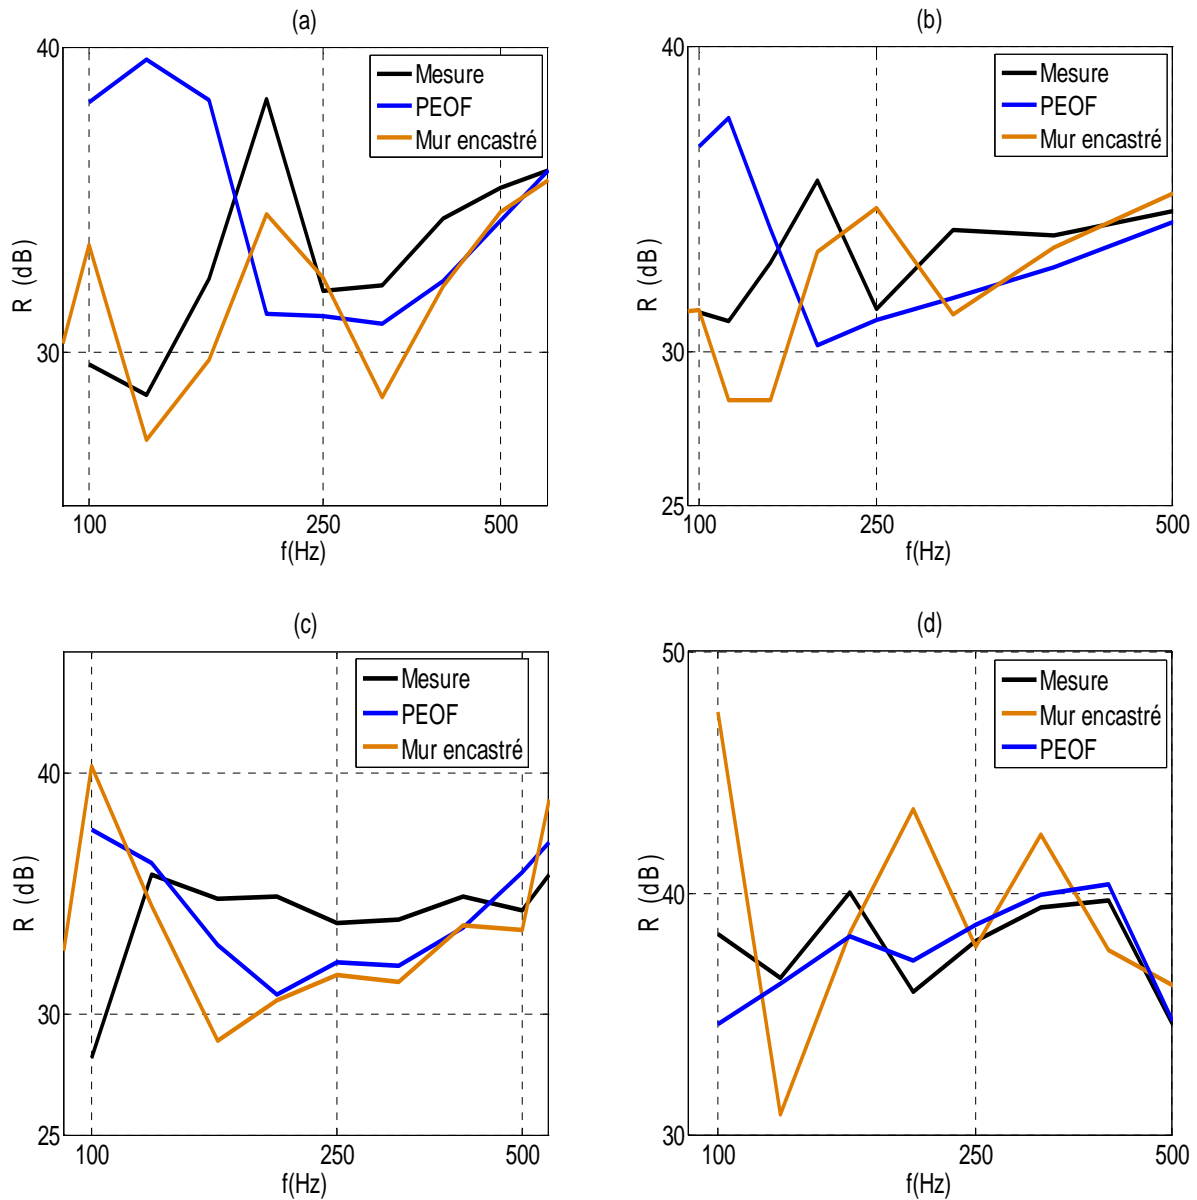 (a)
40
30
R (dB)
100
250
500
f(Hz)
Mesure
PEOF
Mur encastré
(b)
40
30
25
R (dB)
100
250
500
f(Hz)
Mesure
PEOF
Mur encastré
(c)
40
30
25
R (dB)
100
250
500
f(Hz)
Mesure
PEOF
Mur encastré
(d)
50
40
30
R (dB)
100
250
500
f(Hz)
Mesure
Mur encastré
PEOF